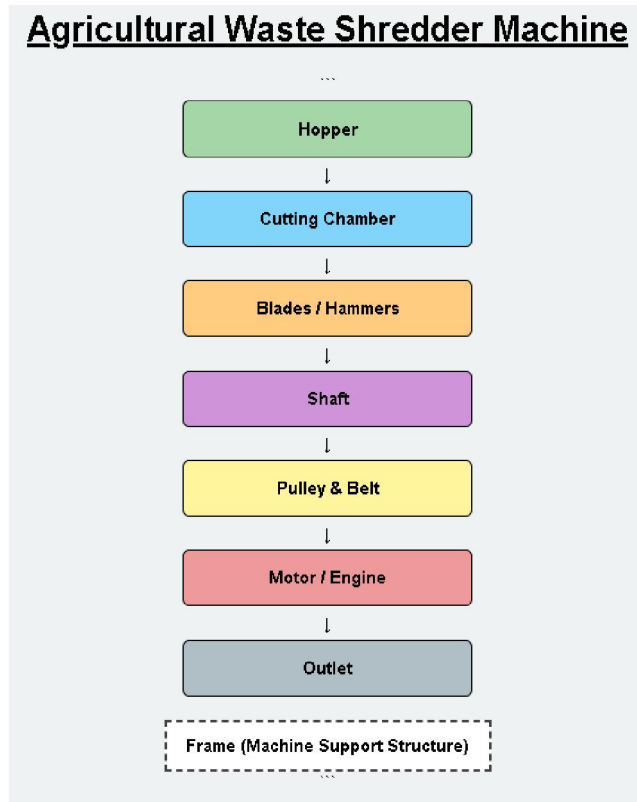 Agricultural Waste Shredder Machine
```
Hopper
↓
Cutting Chamber
↓
Blades / Hammers
↓
Shaft
↓
Pulley & Belt
↓
Motor / Engine
↓
Outlet
Frame (Machine Support Structure)
```